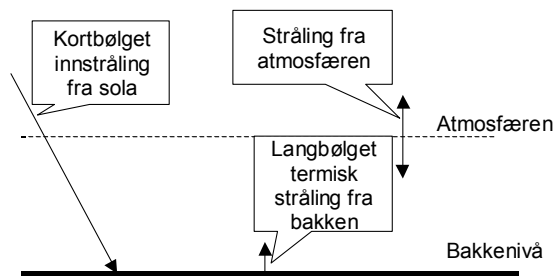 Kortbølget
innstråling
fra sola
Stråling fra
atmosfæren
Atmosfæren
Langbølget
termisk
stråling fra
bakken
Bakkenivå